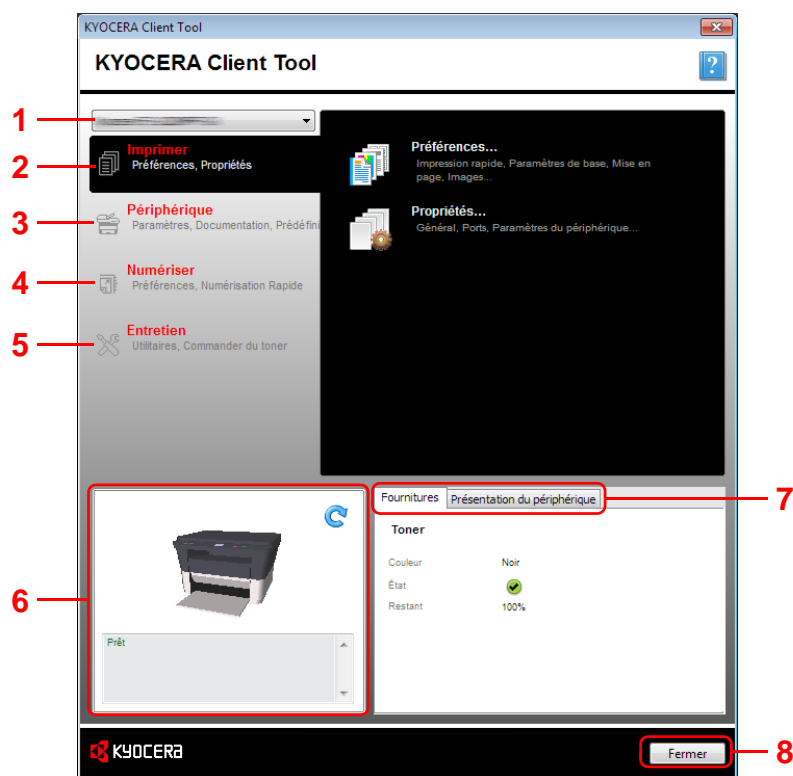 KYOCERA Client Tool
KYOCERA Client Tool
?
1
2
Imprimer
Préférences, Propriétés
3
Périphérique
Paramètres, Documentation, Prédéfini
4
Numériser
Préférences, Numérisation Rapide
5
Entretien
Utilitaires, Commander du toner
Préférences...
Impression rapide, Paramètres de base, Mise en
page, Images...
Propriétés...
Général, Ports, Paramètres du périphérique...
6
Prêt
Fournitures
Présentation du périphérique
7
Toner
Couleur Noir
État
Restant 100%
KYOCERA
Fermer
8